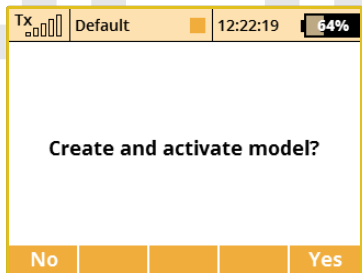 Tx Default 12:22:19 64%
Create and activate model?
No Yes